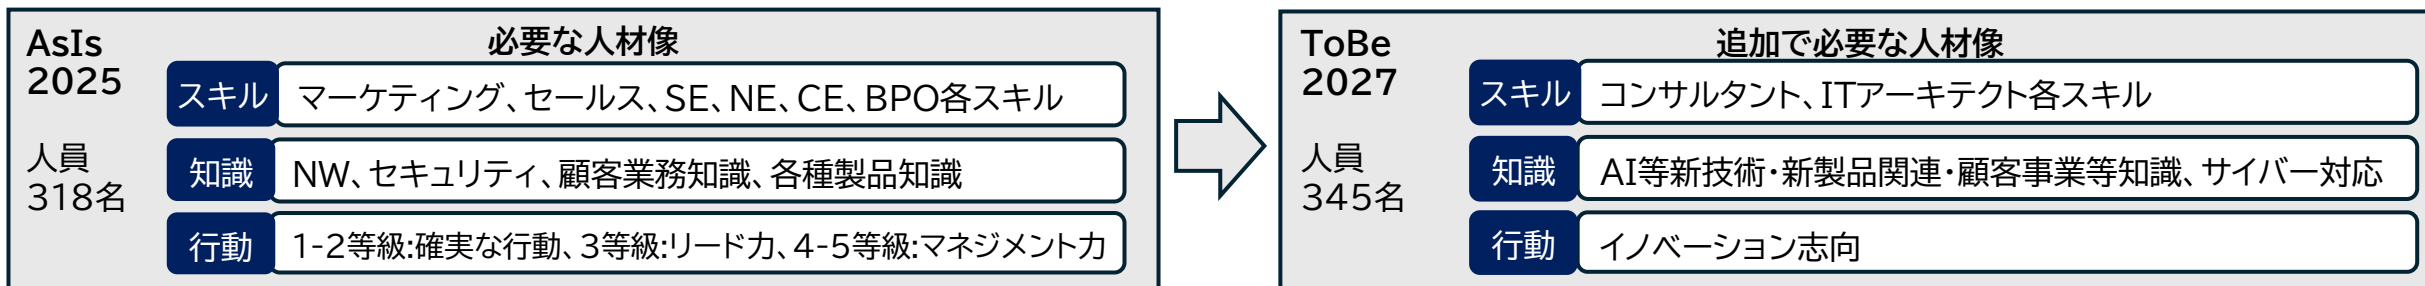 AsIs
2025
人員
318名
必要な人材像
スキル
マーケティング、セールス、SE、NE、CE、BPO各スキル
知識
NW、セキュリティ、顧客業務知識、各種製品知識
行動
1-2等級:確実な行動、3等級:リード力、4-5等級:マネジメント力
ToBe
2027
人員
345名
追加で必要な人材像
スキル
コンサルタント、ITアーキテクト各スキル
知識
AI等新技術・新製品関連・顧客事業等知識、サイバー対応
行動
イノベーション志向